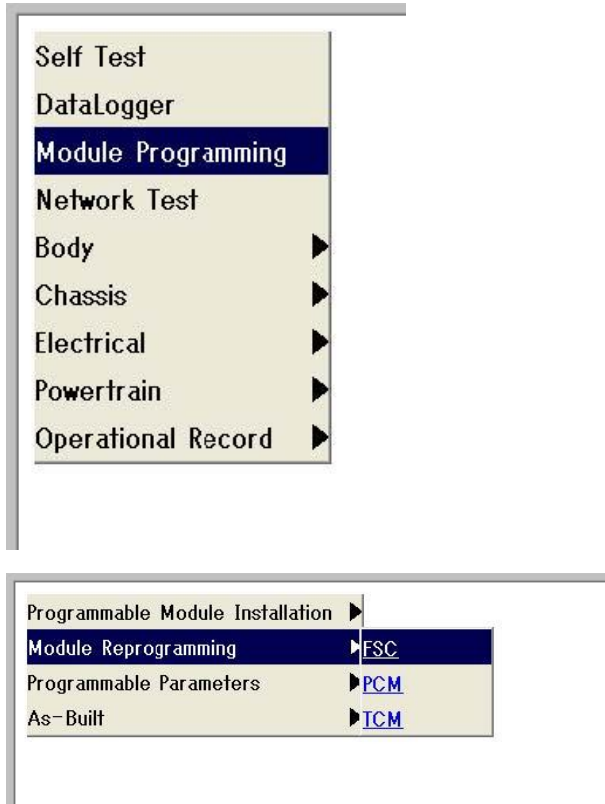 Self Test
DataLogger
Module Programming
Network Test
Body
Chassis
Electrical
Powertrain
Operational Record
Programmable Module Installation
Module Reprogramming FSC
Programmable Parameters PCM
As-Built TCM